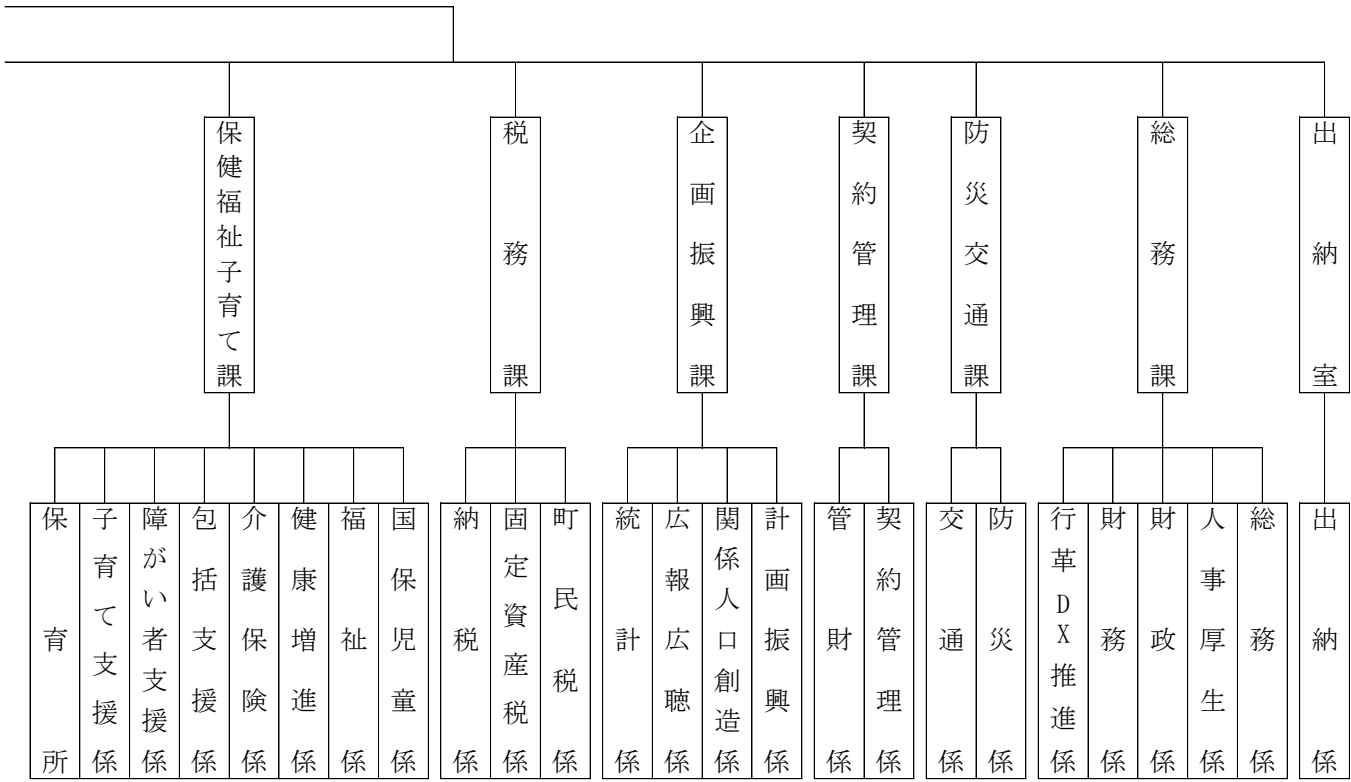 出納室
出納係
総務課
総務係
人事厚生係
財政係
財務係
行革DX推進係
防災交通課
防災係
交通係
契約管理課
契約管理係
管財係
企画振興課
計画振興係
関係人口創造係
広報広聴係
統計係
税務課
町民税係
固定資産税係
納税係
保健福祉子育て課
国保児童係
福祉係
健康増進係
介護保険係
包括支援係
障がい者支援係
子育て支援係
保育所